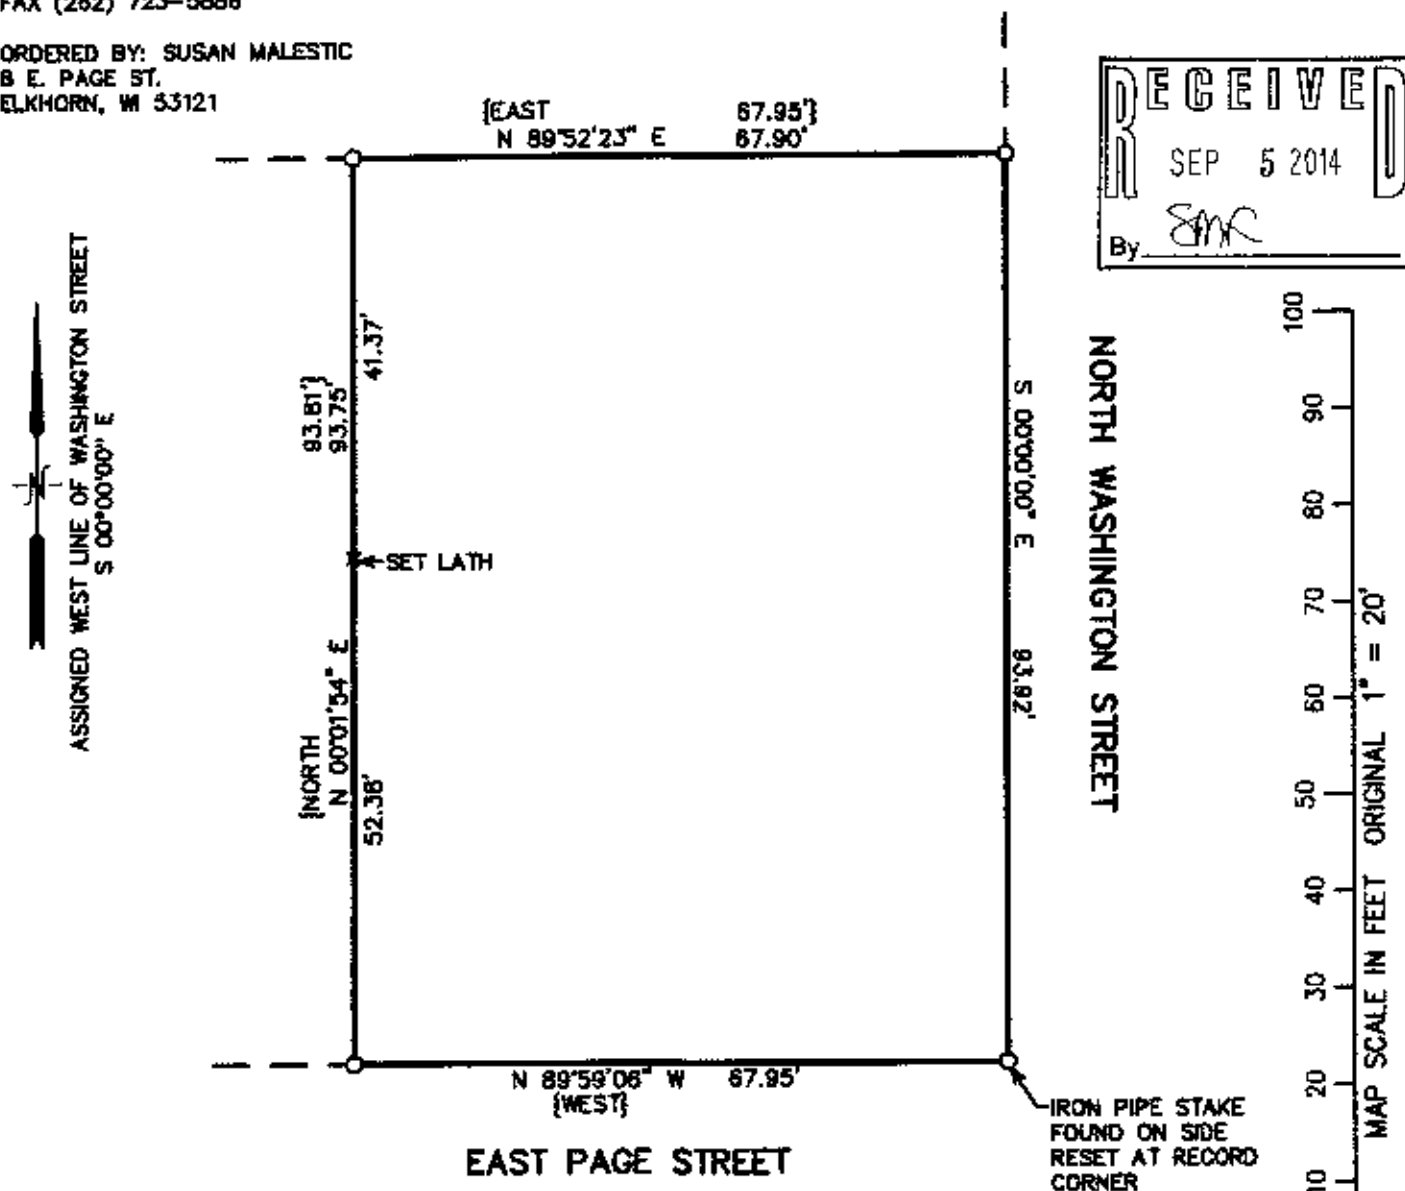 FAX (262) 723-5886
ORDERED BY: SUSAN MALESTIC
8 E. PAGE ST.
ELKHORN, WI 53121
{EAST 67.95'}
N 89°52'23" E 67.90'
RECEIVED
SEP 5 2014
By SMR
ASSIGNED WEST LINE OF WASHINGTON STREET
S 00°00'00" E
N
93.81'}
93.75'
41.37'
SET LATH
{NORTH
N 00°01'54" E
52.38'
S 00°00'00" E 93.92'
NORTH WASHINGTON STREET
100
90
80
70
60
50
40
30
20
10
MAP SCALE IN FEET ORIGINAL 1" = 20'
N 89°59'06" W 67.95'
{WEST}
EAST PAGE STREET
IRON PIPE STAKE
FOUND ON SIDE
RESET AT RECORD
CORNER